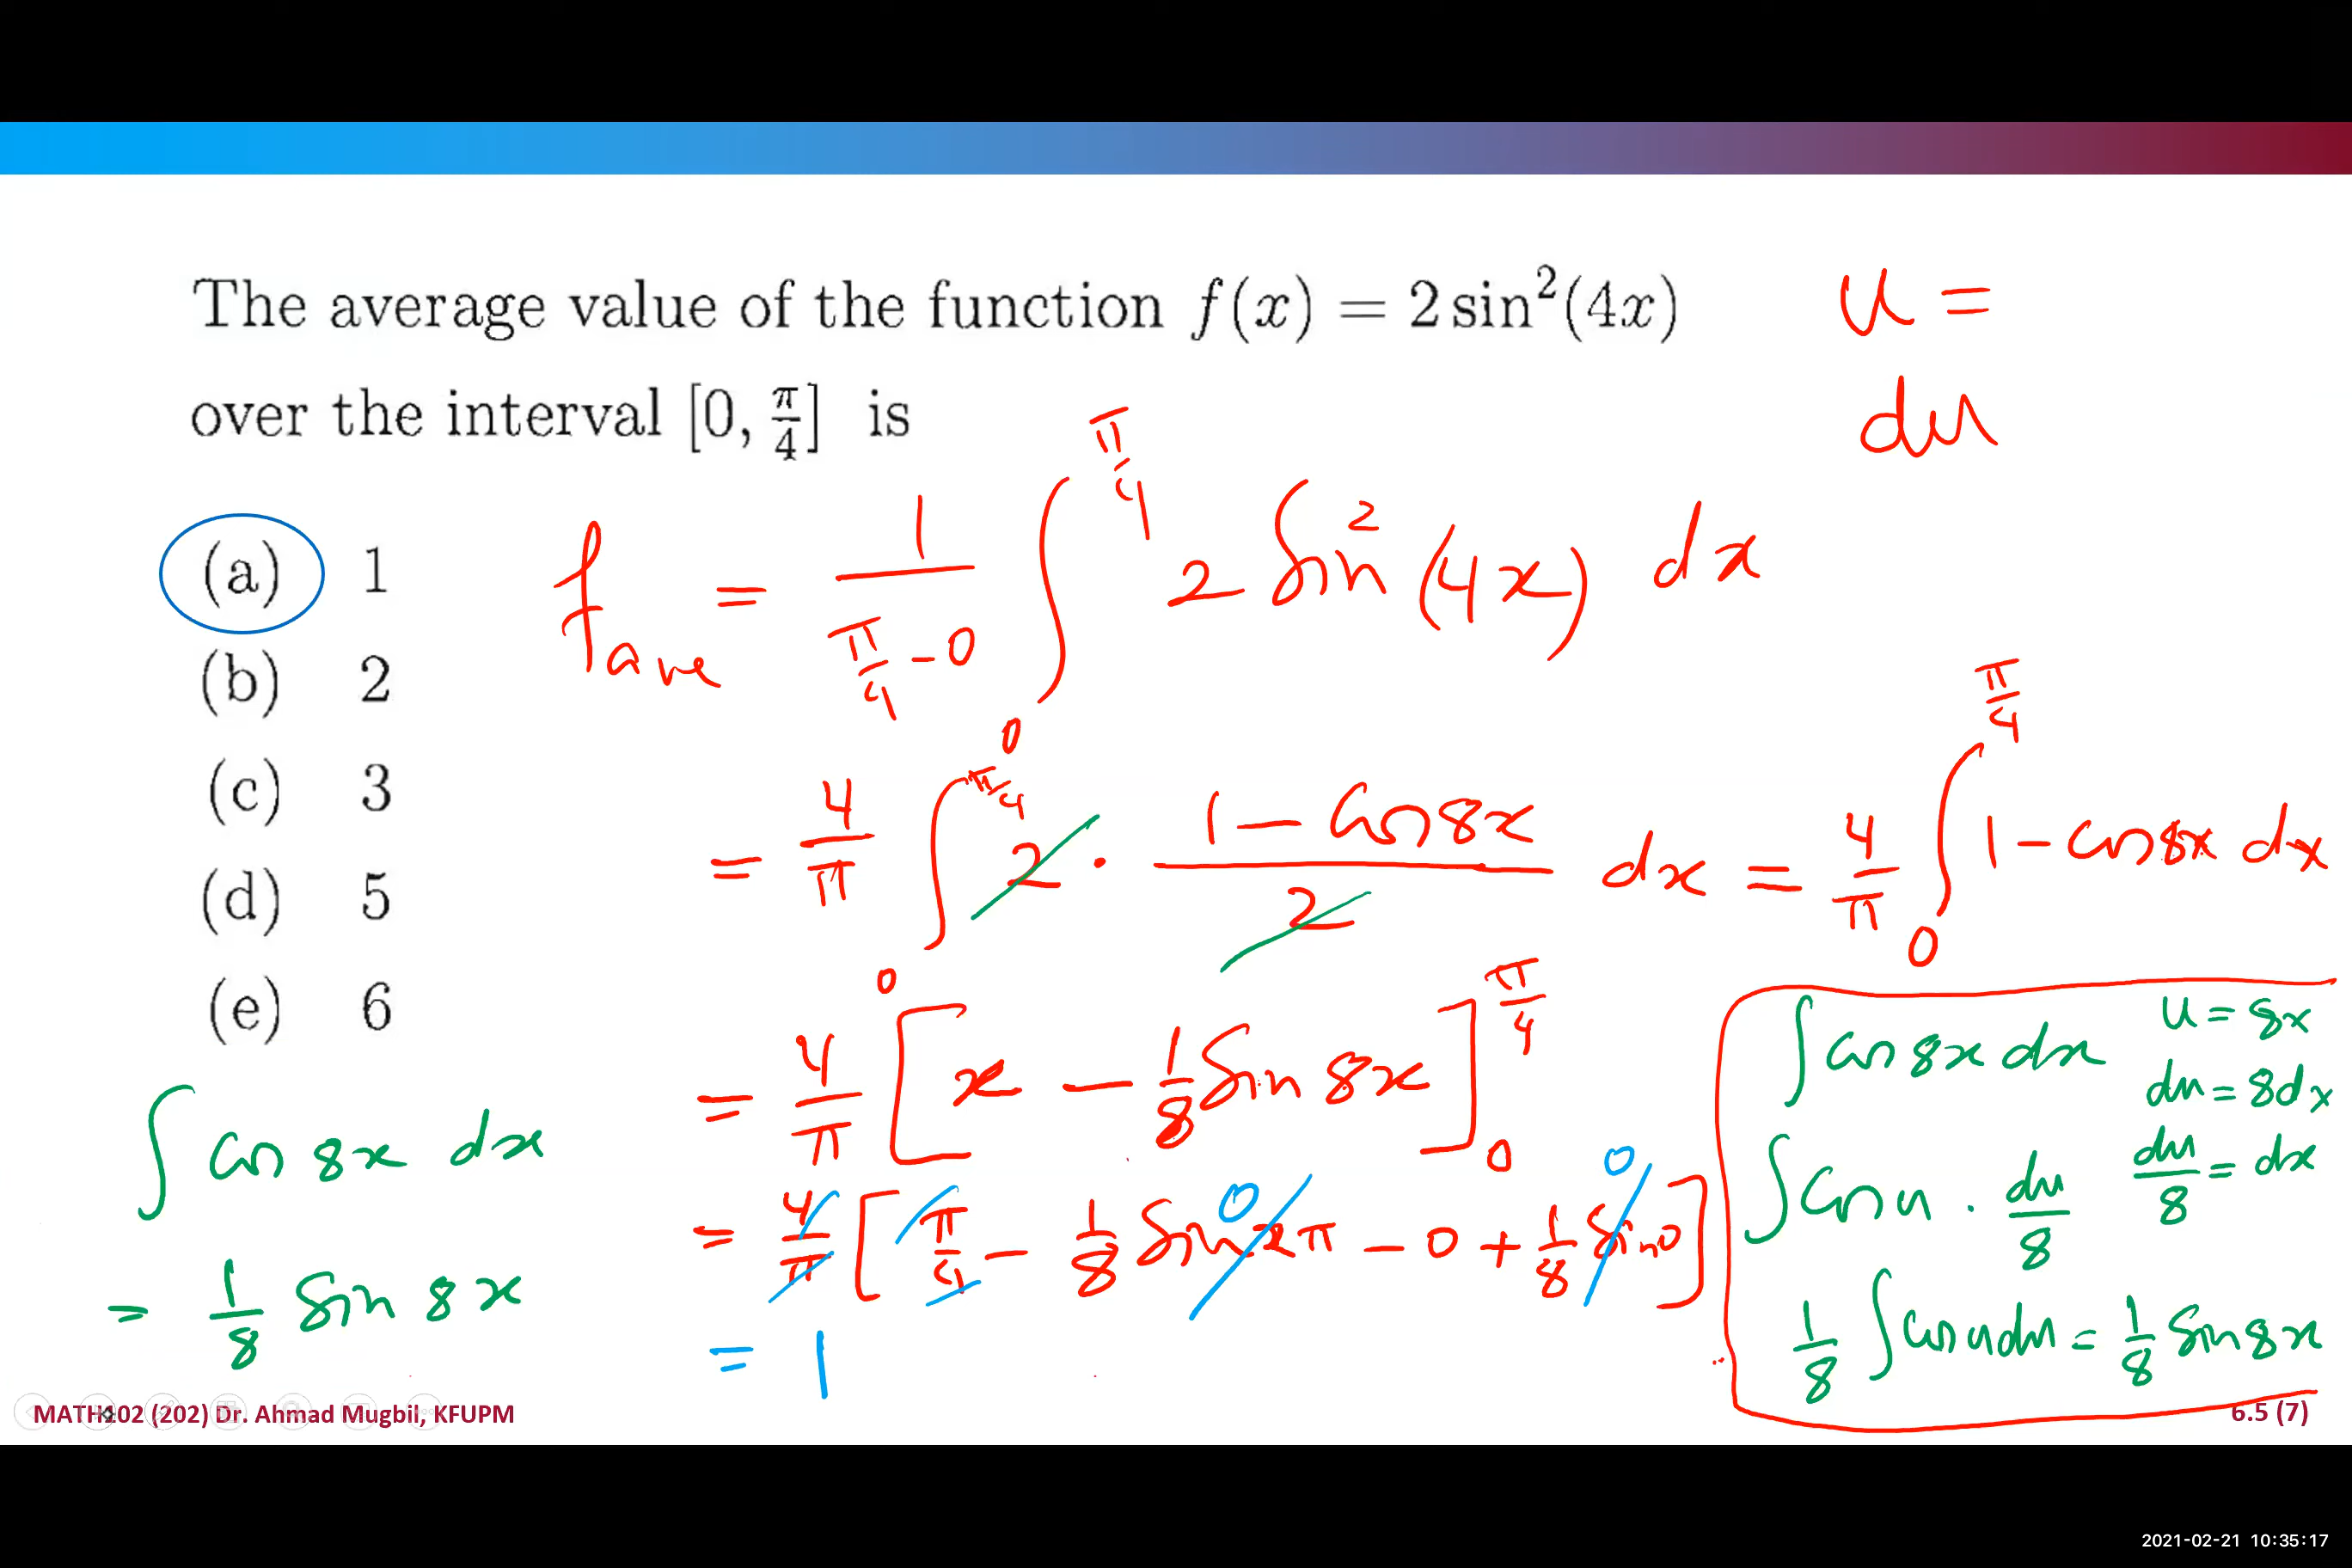 The average value of the function f(x) = 2 sin²(4x)
over the interval [0, π/4] is
(a) 1
(b) 2
(c) 3
(d) 5
(e) 6
u =
du
f ave = 1/(π/4 - 0) ∫_0^{π/4} 2 Sin² (4x) dx
= 4/π ∫_0^{π/4} 2 · (1 - Cos 8x)/2 dx = 4/π ∫_0^{π/4} 1 - cos 8x dx
= 4/π [ x - 1/8 Sin 8x ]_0^{π/4}
= 4/π [ π/4 - 1/8 Sin 2π - 0 + 1/8 Sin 0 ]
0 0
= 1
∫ cos 8x dx
= 1/8 Sin 8x
∫ cos 8x dx u = 8x
du = 8dx
∫ cos u · du/8 du/8 = dx
1/8 ∫ cos u du = 1/8 Sin 8x
MATH102 (202) Dr. Ahmad Mugbil, KFUPM
6.5 (7)
2021-02-21 10:35:17